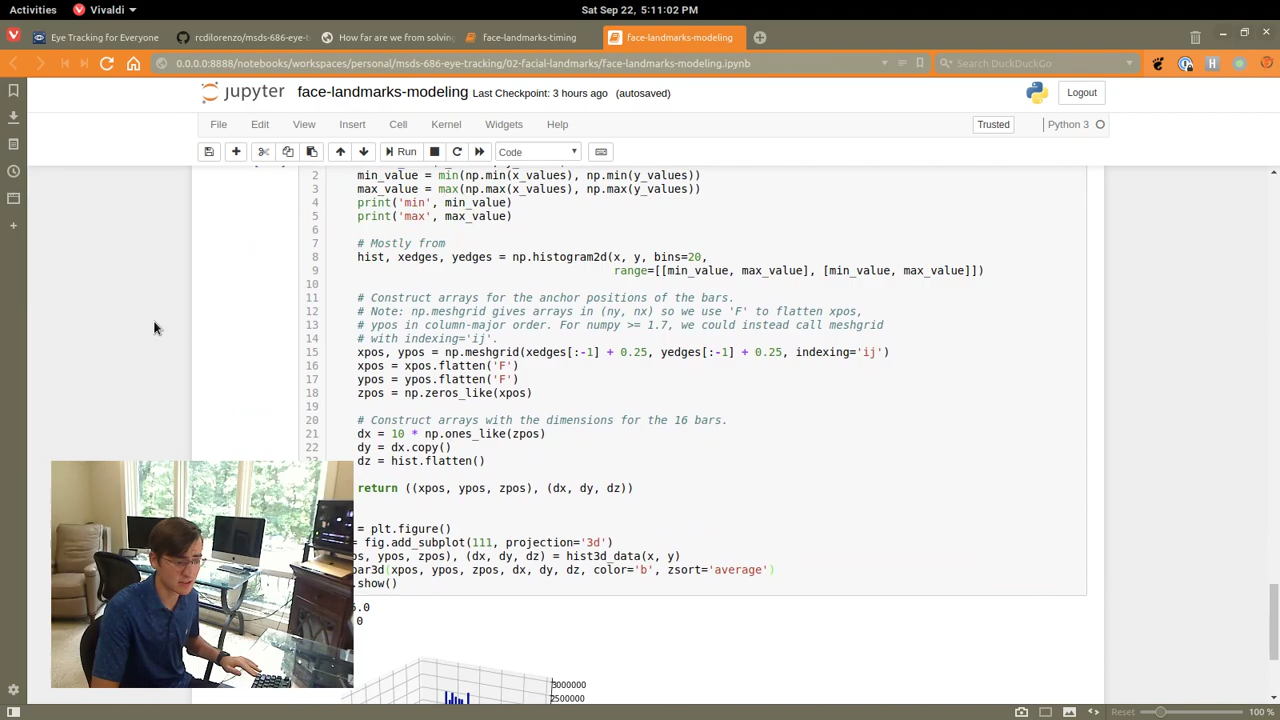 Activities Vivaldi Sat Sep 22, 5:11:02 PM
Eye Tracking for Everyone rcdilorenzo/msds-686-eye-t How far are we from solving face-landmarks-timing face-landmarks-modeling
0.0.0.0:8888/notebooks/workspaces/personal/msds-686-eye-tracking/02-facial-landmarks/face-landmarks-modeling.ipynb Search DuckDuckGo
jupyter face-landmarks-modeling Last Checkpoint: 3 hours ago (autosaved) Logout
File Edit View Insert Cell Kernel Widgets Help Trusted Python 3
Run Code
2 min_value = min(np.min(x_values), np.min(y_values))
3 max_value = max(np.max(x_values), np.max(y_values))
4 print('min', min_value)
5 print('max', max_value)
6
7 # Mostly from
8 hist, xedges, yedges = np.histogram2d(x, y, bins=20,
9 range=[[min_value, max_value], [min_value, max_value]])
10
11 # Construct arrays for the anchor positions of the bars.
12 # Note: np.meshgrid gives arrays in (ny, nx) so we use 'F' to flatten xpos,
13 # ypos in column-major order. For numpy >= 1.7, we could instead call meshgrid
14 # with indexing='ij'.
15 xpos, ypos = np.meshgrid(xedges[:-1] + 0.25, yedges[:-1] + 0.25, indexing='ij')
16 xpos = xpos.flatten('F')
17 ypos = ypos.flatten('F')
18 zpos = np.zeros_like(xpos)
19
20 # Construct arrays with the dimensions for the 16 bars.
21 dx = 10 * np.ones_like(zpos)
22 dy = dx.copy()
23 dz = hist.flatten()
return ((xpos, ypos, zpos), (dx, dy, dz))
= plt.figure()
= fig.add_subplot(111, projection='3d')
os, ypos, zpos), (dx, dy, dz) = hist3d_data(x, y)
bar3d(xpos, ypos, zpos, dx, dy, dz, color='b', zsort='average')
.show()
5.0
0
3000000
2500000
Reset 100 %